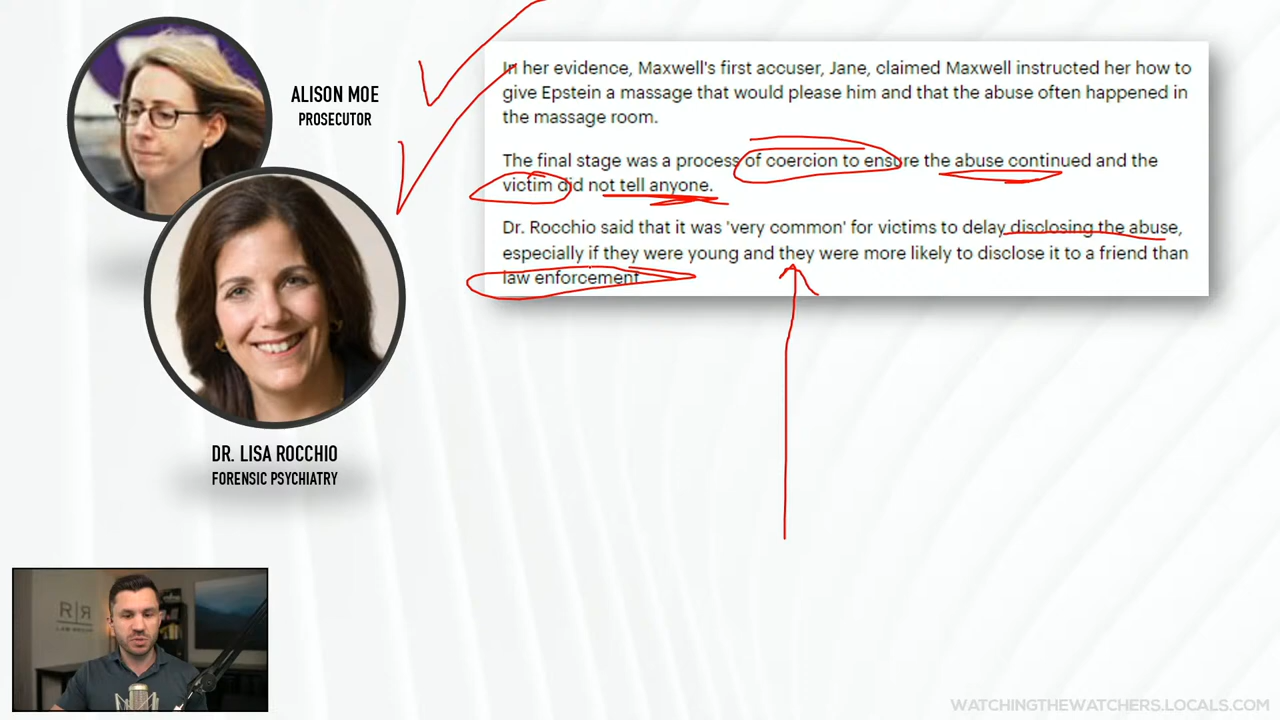 ALISON MOE
PROSECUTOR
In her evidence, Maxwell's first accuser, Jane, claimed Maxwell instructed her how to
give Epstein a massage that would please him and that the abuse often happened in
the massage room.
The final stage was a process of coercion to ensure the abuse continued and the
victim did not tell anyone.
Dr. Rocchio said that it was 'very common' for victims to delay disclosing the abuse,
especially if they were young and they were more likely to disclose it to a friend than
law enforcement
DR. LISA ROCCHIO
FORENSIC PSYCHIATRY
R|R
LAW GROUP
WATCHINGTHEWATCHERS.LOCALS.COM